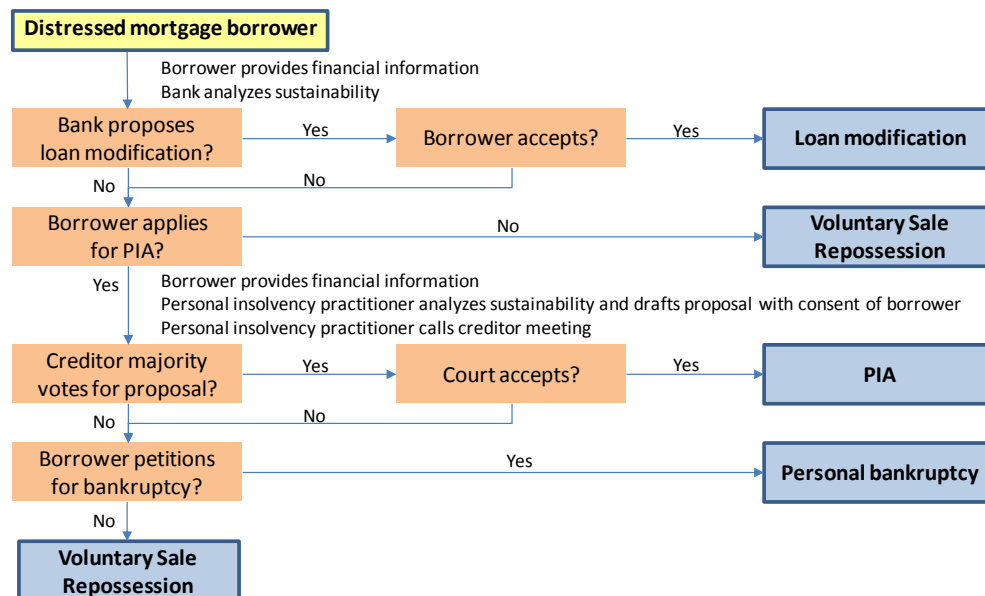 Distressed mortgage borrower
Borrower provides financial information
Bank analyzes sustainability
Bank proposes
loan modification?
Yes
Borrower accepts?
Yes
Loan modification
No
No
Borrower applies
for PIA?
No
Voluntary Sale
Repossession
Yes
Borrower provides financial information
Personal insolvency practitioner analyzes sustainability and drafts proposal with consent of borrower
Personal insolvency practitioner calls creditor meeting
Creditor majority
votes for proposal?
Yes
Court accepts?
Yes
PIA
No
No
Borrower petitions
for bankruptcy?
Yes
Personal bankruptcy
No
Voluntary Sale
Repossession